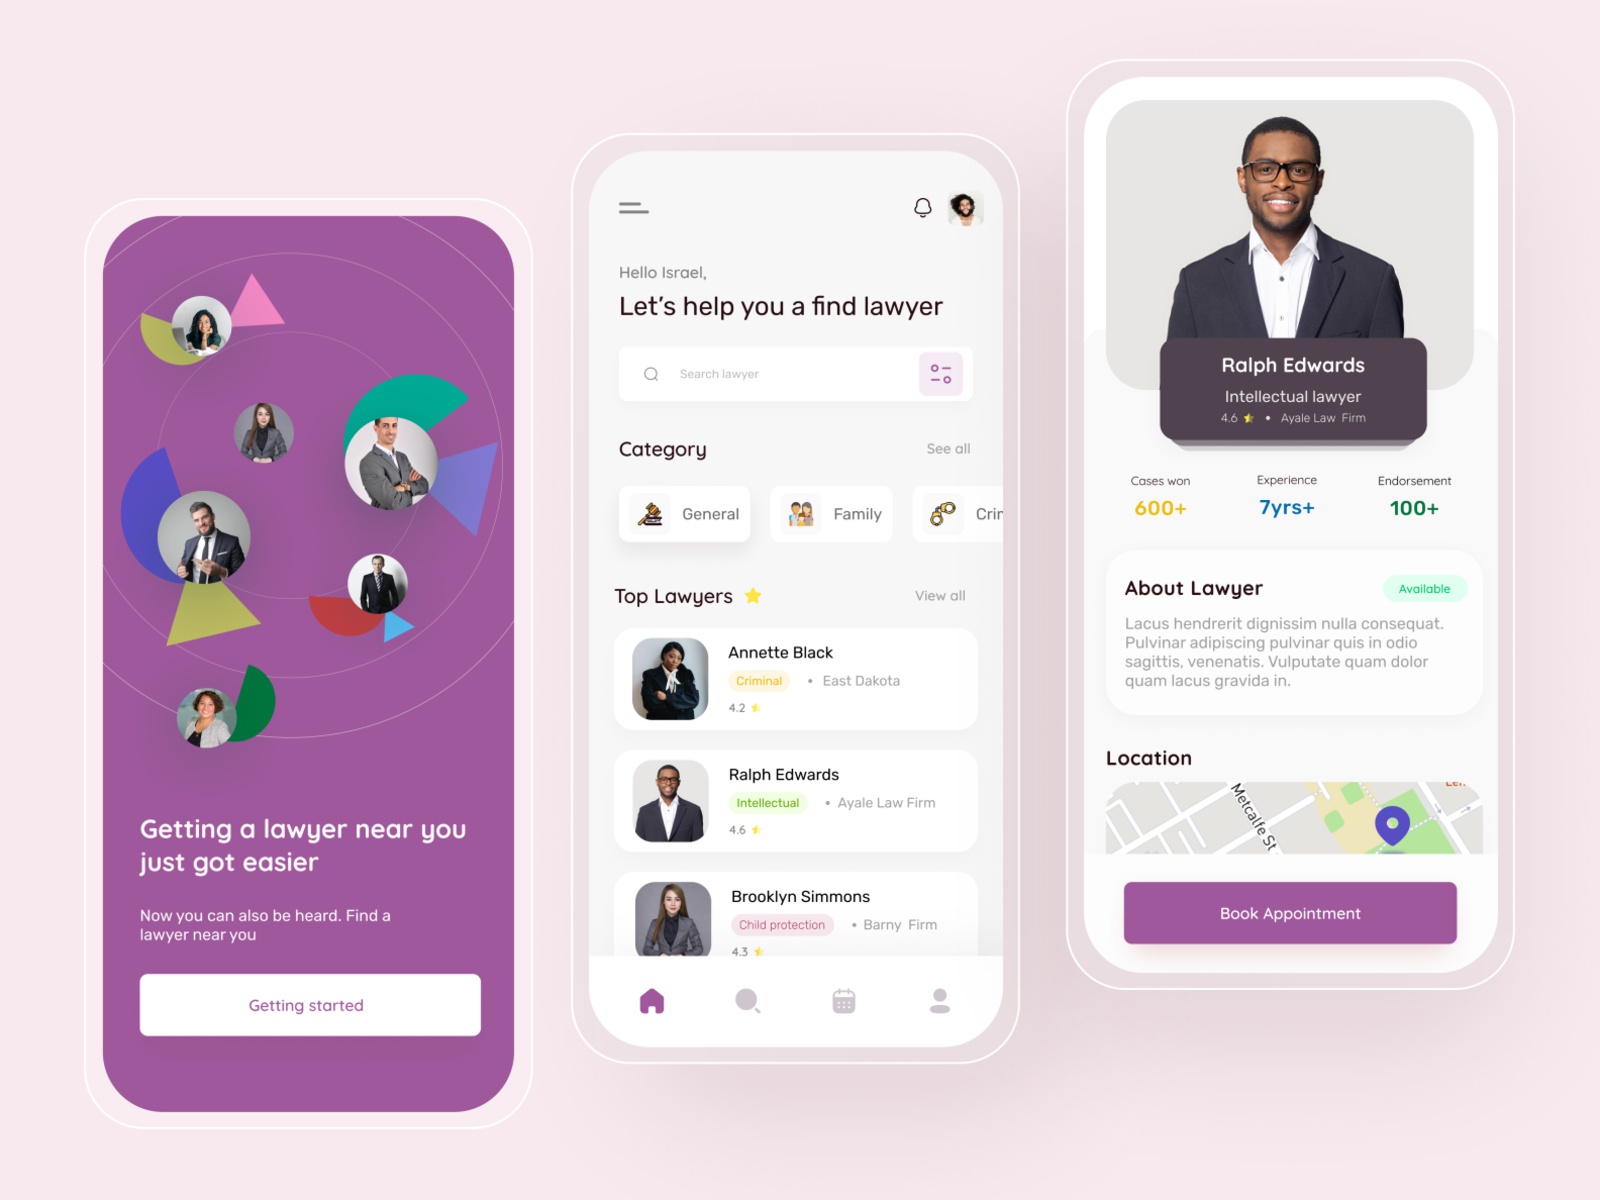 Getting a lawyer near you
just got easier
Now you can also be heard. Find a
lawyer near you
Getting started
Hello Israel,
Let's help you a find lawyer
Search lawyer
Category
See all
General
Family
Crim
Top Lawyers
View all
Annette Black
Criminal • East Dakota
4.2
Ralph Edwards
Intellectual • Ayale Law Firm
4.6
Brooklyn Simmons
Child protection • Barny Firm
4.3
Ralph Edwards
Intellectual lawyer
4.6 • Ayale Law Firm
Cases won
600+
Experience
7yrs+
Endorsement
100+
About Lawyer
Available
Lacus hendrerit dignissim nulla consequat.
Pulvinar adipiscing pulvinar quis in odio
sagittis, venenatis. Vulputate quam dolor
quam lacus gravida in.
Location
Metcalfe St
Book Appointment